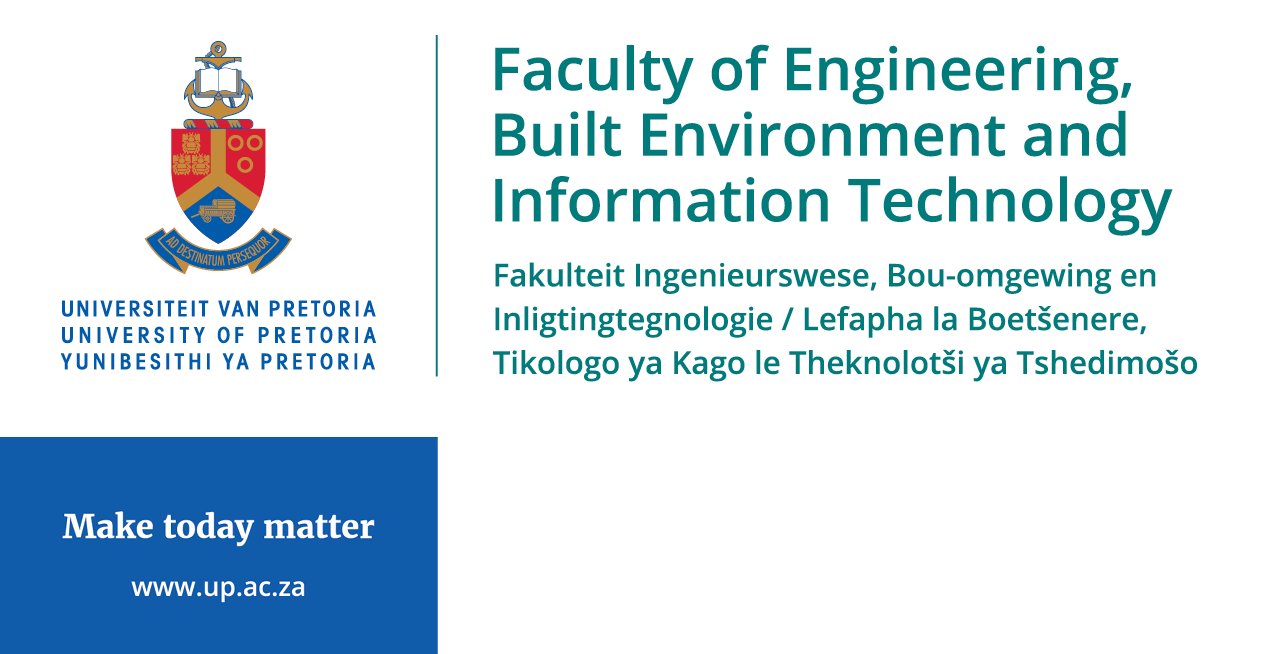 AD DESTINATUM PERSEQUOR
UNIVERSITEIT VAN PRETORIA
UNIVERSITY OF PRETORIA
YUNIBESITHI YA PRETORIA
Faculty of Engineering,
Built Environment and
Information Technology
Fakulteit Ingenieurswese, Bou-omgewing en
Inligtingtegnologie / Lefapha la Boetšenere,
Tikologo ya Kago le Theknolotši ya Tshedimošo
Make today matter
www.up.ac.za